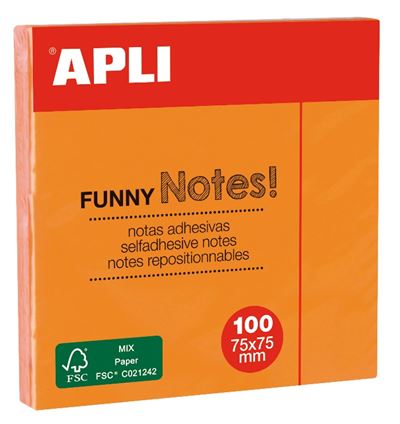 ® APLI
FUNNY Notes!
notas adhesivas
selfadhesive notes
notes repositionnables
100
75x75
mm
FSC
MIX
Paper
FSC® C021242